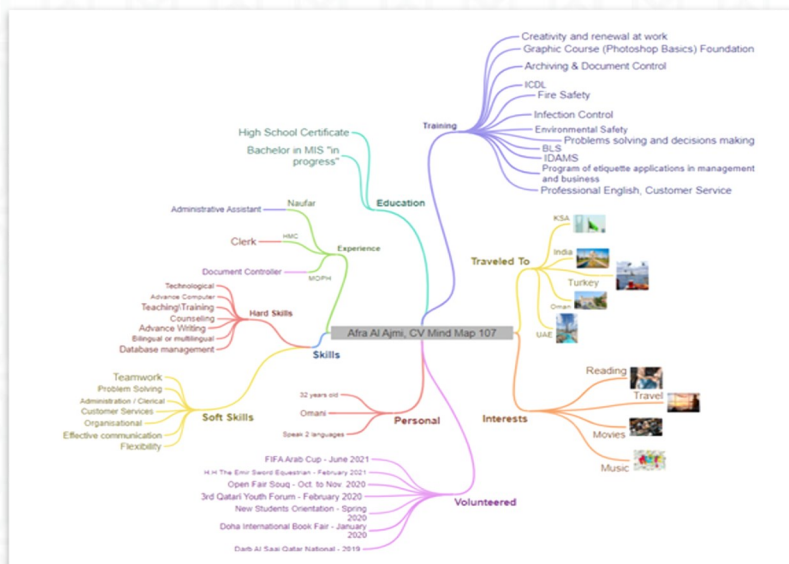 Creativity and renewal at work
Graphic Course (Photoshop Basics) Foundation
Archiving & Document Control
ICDL
Fire Safety
Infection Control
Environmental Safety
Problems solving and decisions making
BLS
IDAMS
Program of etiquette applications in management
and business
Professional English, Customer Service
Training
High School Certificate
Bachelor in MIS "in
progress"
Education
Naufar
Administrative Assistant
HMC
Clerk
Experience
Document Controller
MOPH
Technological
Advance Computer
Teaching\Training
Counseling
Advance Writing
Bilingual or multilingual
Database management
Hard Skills
Skills
Teamwork
Problem Solving
Administration / Clerical
Customer Services
Organisational
Effective communication
Flexibility
Soft Skills
Afra Al Ajmi, CV Mind Map 107
Traveled To
KSA
India
Turkey
Oman
UAE
Interests
Reading
Travel
Movies
Music
32 years old
Omani
Speak 2 languages
Personal
FIFA Arab Cup - June 2021
H.H The Emir Sword Equestrian - February 2021
Open Fair Souq - Oct. to Nov. 2020
3rd Qatari Youth Forum - February 2020
New Students Orientation - Spring
2020
Doha International Book Fair - January
2020
Darb Al Saai Qatar National - 2019
Volunteered